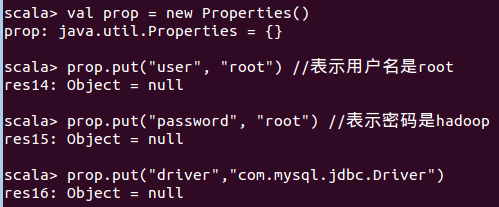 scala> val prop = new Properties()
prop: java.util.Properties = {}
scala> prop.put("user", "root") //表示用户名是root
res14: Object = null
scala> prop.put("password", "root") //表示密码是hadoop
res15: Object = null
scala> prop.put("driver","com.mysql.jdbc.Driver")
res16: Object = null